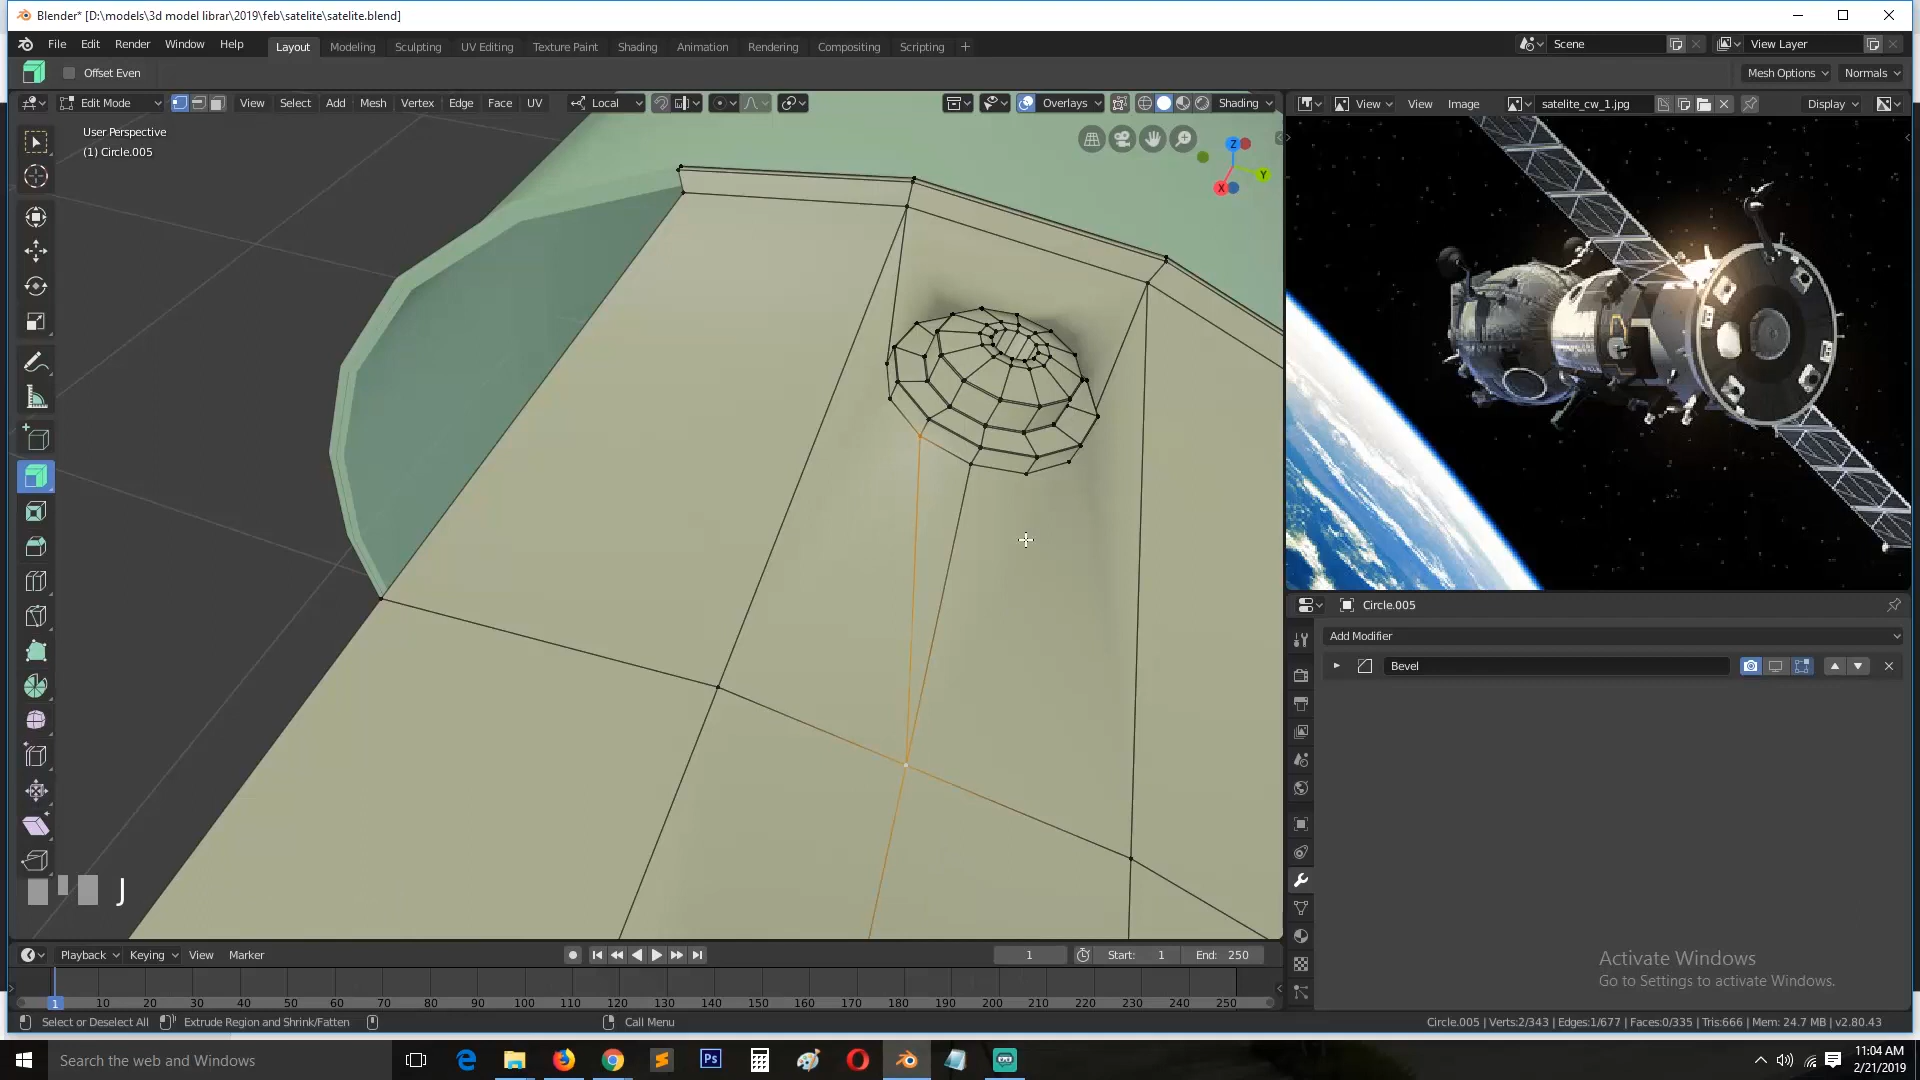 Blender* [D:\models\3d model librar\2019\feb\satelite\satelite.blend]
File Edit Render Window Help Layout Modeling Sculpting UV Editing Texture Paint Shading Animation Rendering Compositing Scripting + Scene View Layer
Offset Even Mesh Options Normals
Edit Mode View Select Add Mesh Vertex Edge Face UV Local Overlays Shading View View Image satelite_cw_1.jpg Display
User Perspective
(1) Circle.005
Z
Y
X
Circle.005
Add Modifier
Bevel
J
Playback Keying View Marker 1 Start: 1 End: 250
1 10 20 30 40 50 60 70 80 90 100 110 120 130 140 150 160 170 180 190 200 210 220 230 240 250
Activate Windows
Go to Settings to activate Windows.
Select or Deselect All Extrude Region and Shrink/Fatten Call Menu Circle.005 | Verts:2/343 | Edges:1/677 | Faces:0/335 | Tris:666 | Mem: 24.7 MB | v2.80.43
Search the web and Windows Ps 11:04 AM
2/21/2019